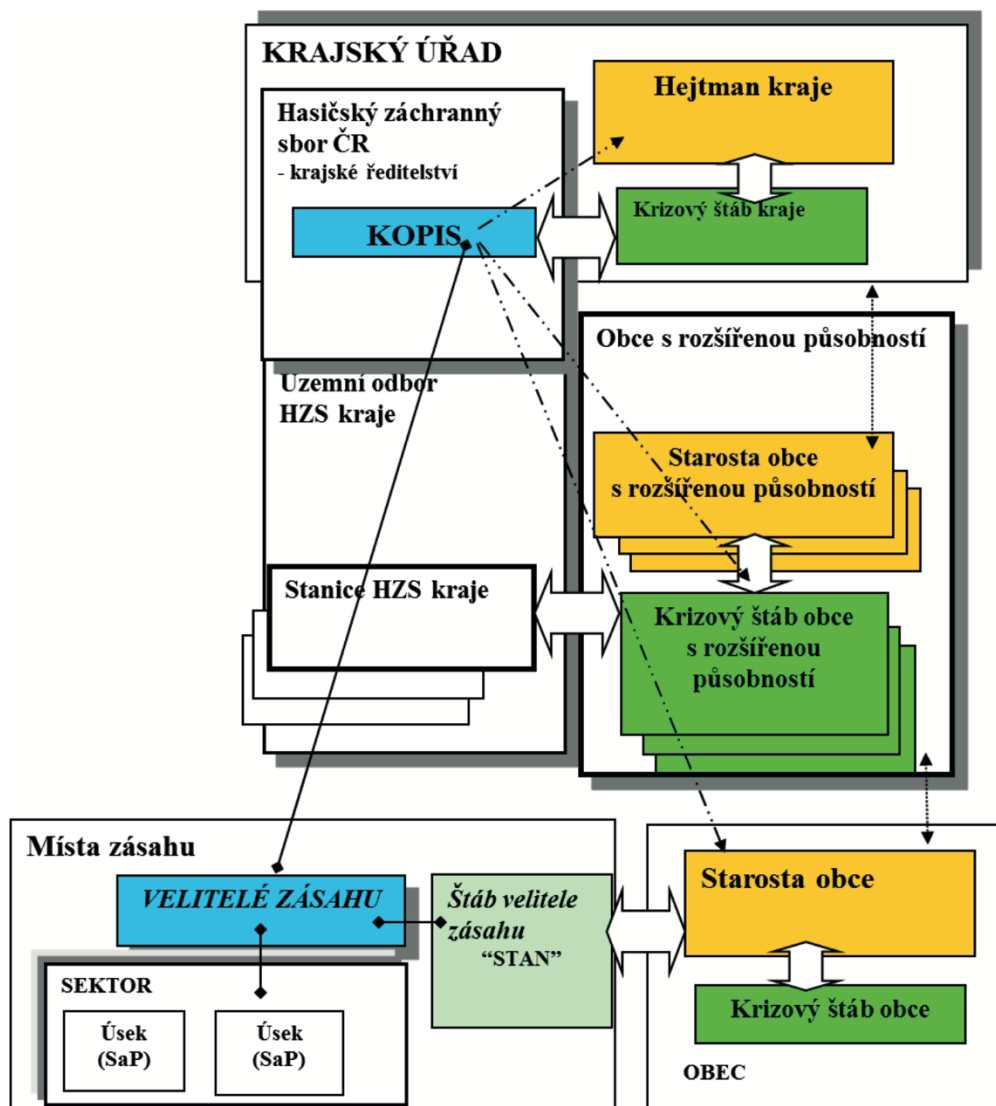 KRAJSKÝ ÚŘAD
Hasičský záchranný
sbor ČR
- krajské ředitelství
KOPIS
Hejtman kraje
Krizový štáb kraje
Územní odbor
HZS kraje
Stanice HZS kraje
Obce s rozšířenou působností
Starosta obce
s rozšířenou působností
Krizový štáb obce
s rozšířenou
působností
Místa zásahu
VELITELÉ ZÁSAHU
Štáb velitele
zásahu
“STAN”
SEKTOR
Úsek
(SaP)
Úsek
(SaP)
Starosta obce
Krizový štáb obce
OBEC